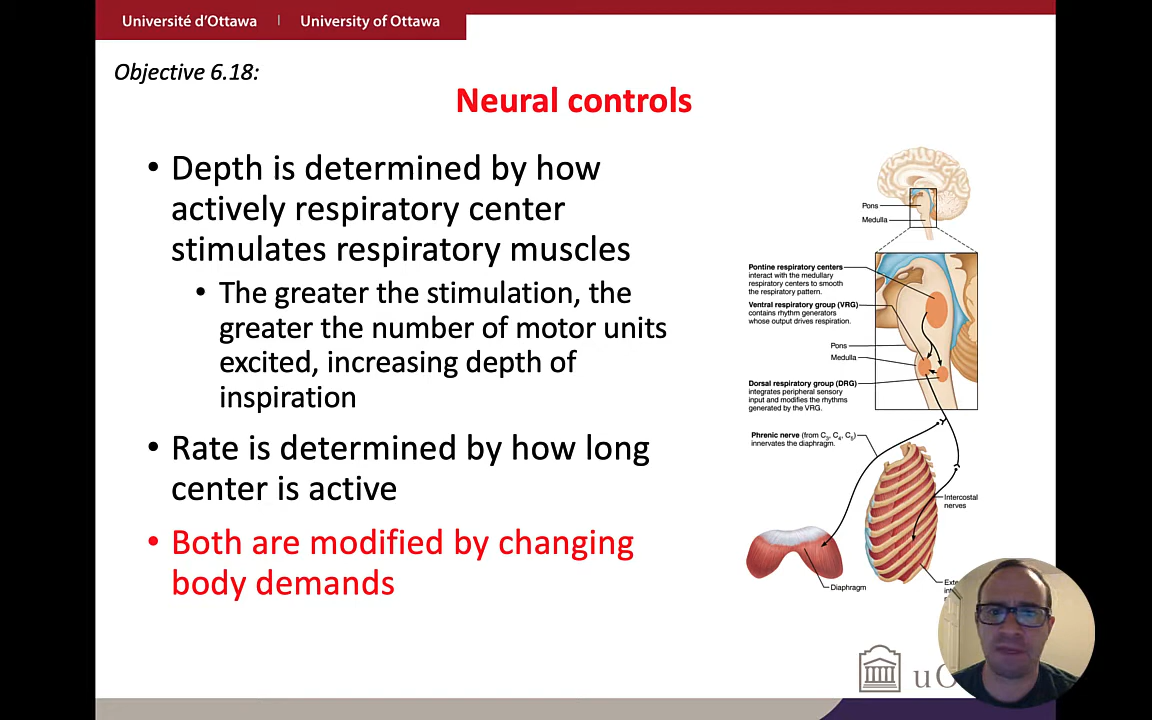 Université d'Ottawa | University of Ottawa
Objective 6.18:
Neural controls
• Depth is determined by how
actively respiratory center
stimulates respiratory muscles
• The greater the stimulation, the
greater the number of motor units
excited, increasing depth of
inspiration
• Rate is determined by how long
center is active
• Both are modified by changing
body demands
Pons
Medulla
Pontine respiratory centers
interact with the medullary
respiratory centers to smooth
the respiratory pattern.
Ventral respiratory group (VRG)
contains rhythm generators
whose output drives respiration.
Pons
Medulla
Dorsal respiratory group (DRG)
integrates peripheral sensory
input and modifies the rhythms
generated by the VRG.
Phrenic nerve (from C3, C4, C5)
innervates the diaphragm.
Intercostal
nerves
Diaphragm